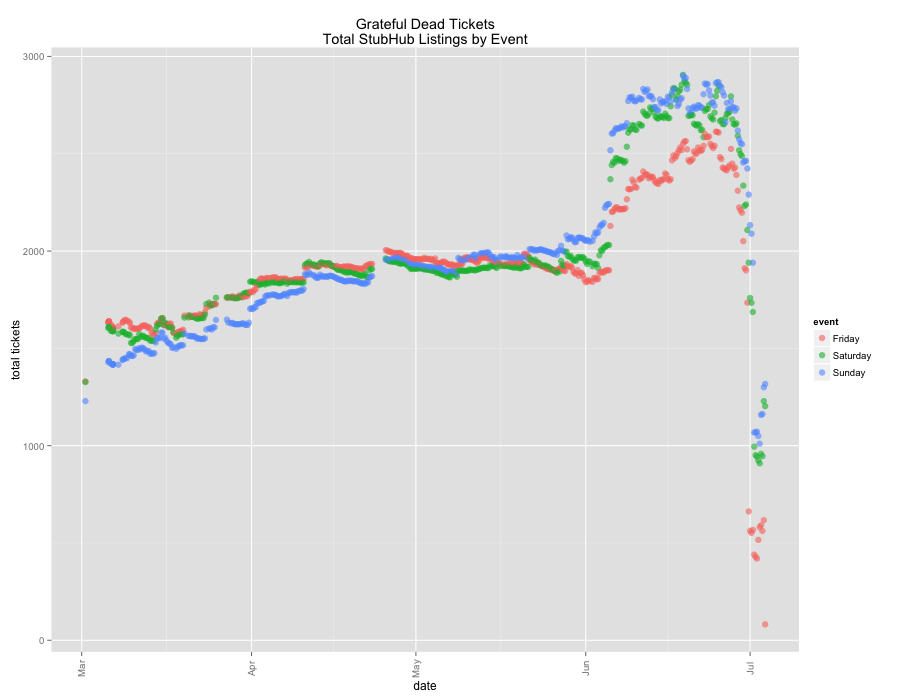 Grateful Dead Tickets
Total StubHub Listings by Event
3000
2000
1000
0
total tickets
Mar
Apr
May
Jun
Jul
date
event
Friday
Saturday
Sunday